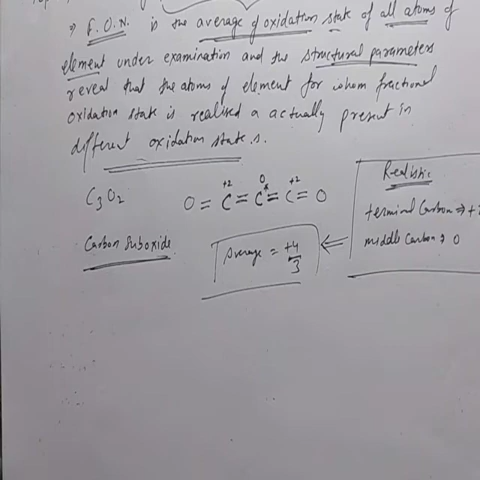 ⇒ F.O.N. is the average of oxidation state of all atoms of
element under examination and the structural parameters
reveal that the atoms of element for whom fractional
oxidation state is realised a actually present in
different oxidation state.s.
C3O2
+2 0 +2
O = C = C* = C = O
Realistic
terminal Carbon ⇒ +2
middle Carbon ⇒ 0
Carbon suboxide
Average = +4/3